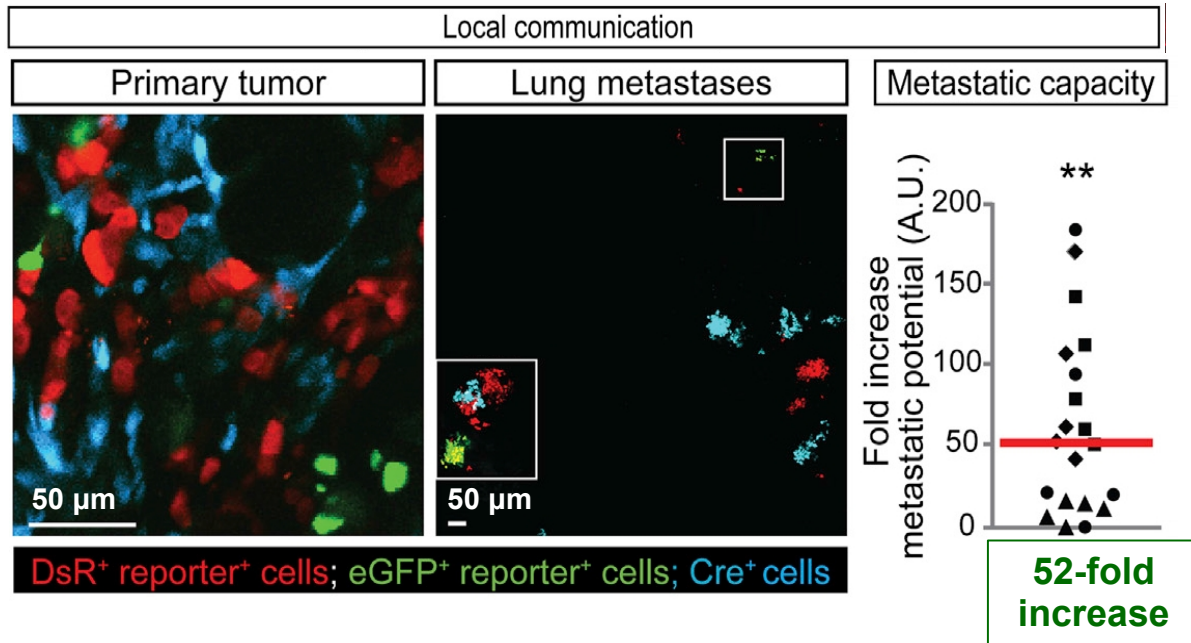 Local communication
Primary tumor
Lung metastases
Metastatic capacity
50 µm
50 µm
DsR⁺ reporter⁺ cells; eGFP⁺ reporter⁺ cells; Cre⁺ cells
Fold increase
metastatic potential (A.U.)
**
200
150
100
50
0
52-fold
increase